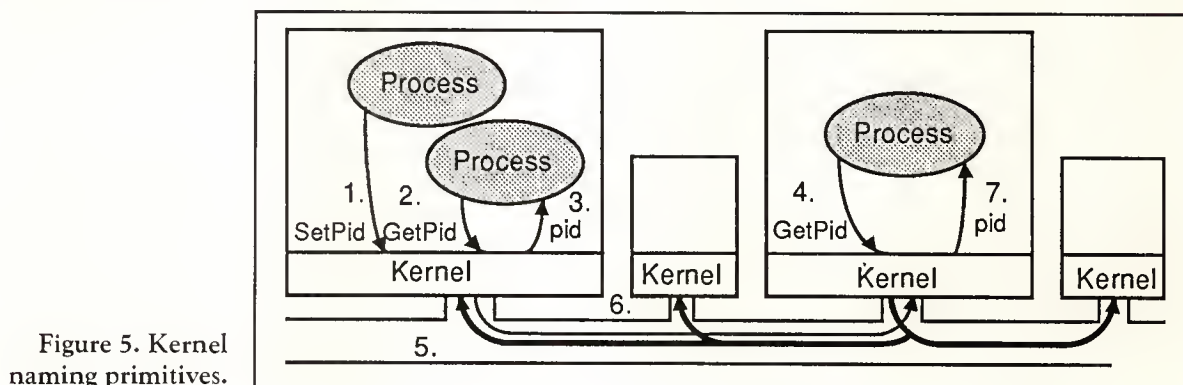 Process
Process
Process
1.
2.
3.
4.
7.
SetPid
GetPid
pid
GetPid
pid
Kernel
Kernel
Kernel
Kernel
6.
5.
Figure 5. Kernel
naming primitives.